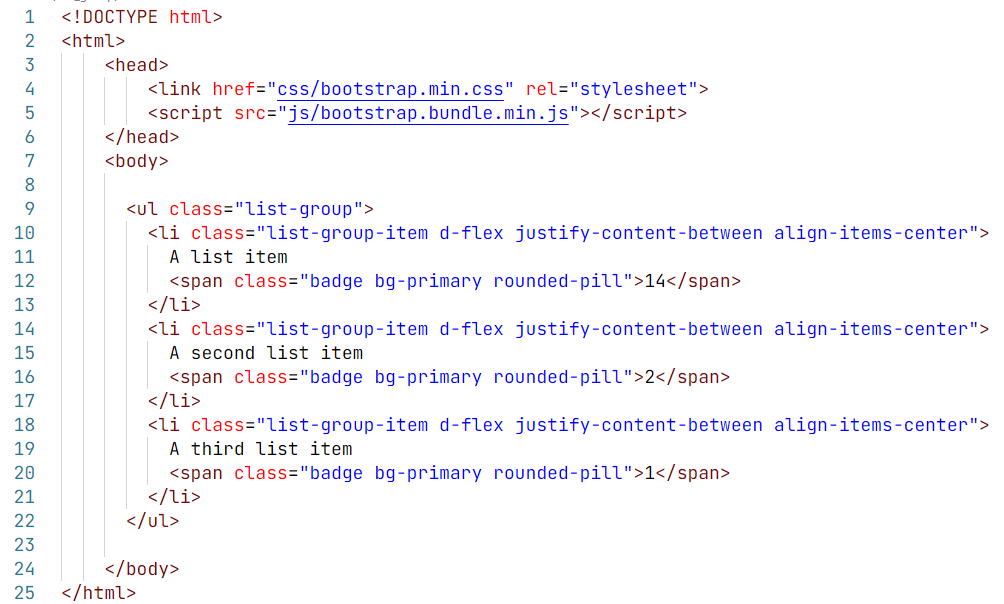 1 <!DOCTYPE html>
2 <html>
3     <head>
4         <link href="css/bootstrap.min.css" rel="stylesheet">
5         <script src="js/bootstrap.bundle.min.js"></script>
6     </head>
7     <body>
8
9       <ul class="list-group">
10         <li class="list-group-item d-flex justify-content-between align-items-center">
11           A list item
12           <span class="badge bg-primary rounded-pill">14</span>
13         </li>
14         <li class="list-group-item d-flex justify-content-between align-items-center">
15           A second list item
16           <span class="badge bg-primary rounded-pill">2</span>
17         </li>
18         <li class="list-group-item d-flex justify-content-between align-items-center">
19           A third list item
20           <span class="badge bg-primary rounded-pill">1</span>
21         </li>
22       </ul>
23
24     </body>
25 </html>